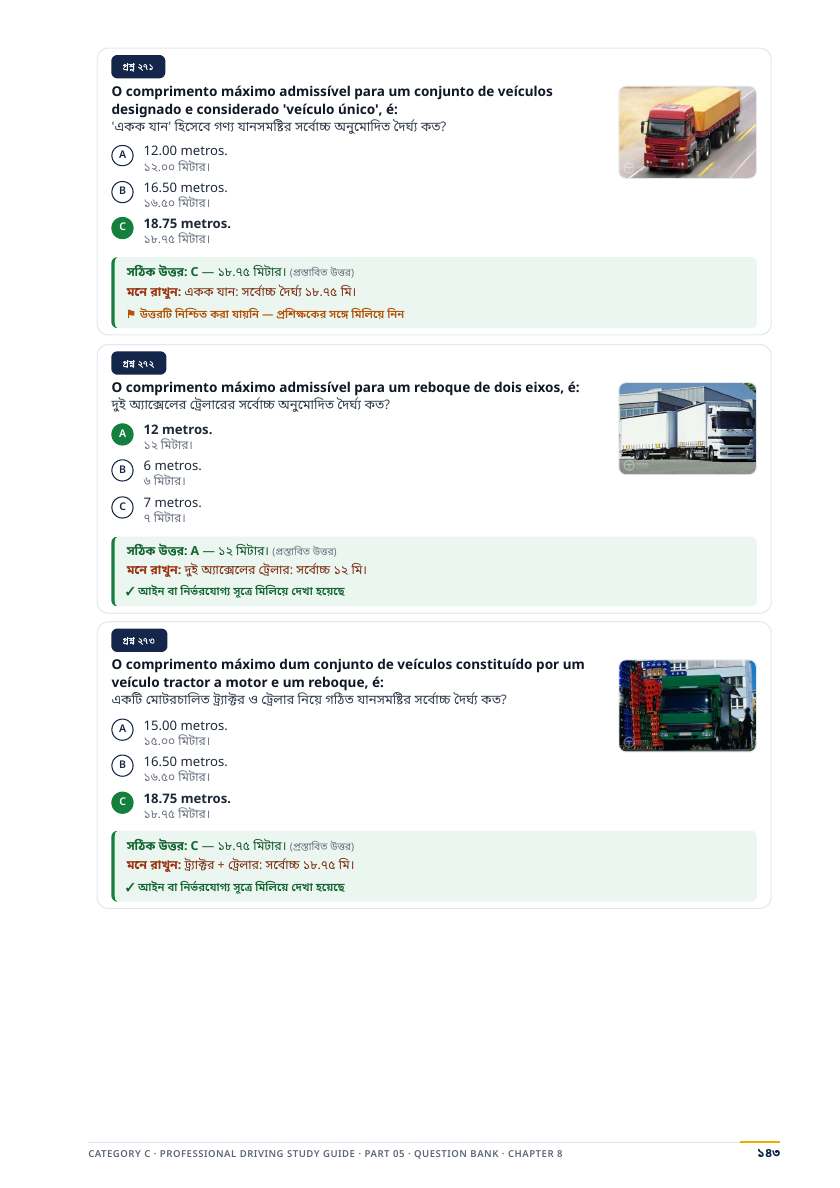 প্রশ্ন ২৭১
O comprimento máximo admissível para um conjunto de veículos
designado e considerado 'veículo único', é:
'একক যান' হিসেবে গণ্য যানসমষ্টির সর্বোচ্চ অনুমোদিত দৈর্ঘ্য কত?
A 12.00 metros.
১২.০০ মিটার।
B 16.50 metros.
১৬.৫০ মিটার।
C 18.75 metros.
১৮.৭৫ মিটার।
সঠিক উত্তর: C — ১৮.৭৫ মিটার। (প্রস্তাবিত উত্তর)
মনে রাখুন: একক যান: সর্বোচ্চ দৈর্ঘ্য ১৮.৭৫ মি।
⚑ উত্তরটি নিশ্চিত করা যায়নি — প্রশিক্ষকের সঙ্গে মিলিয়ে নিন
প্রশ্ন ২৭২
O comprimento máximo admissível para um reboque de dois eixos, é:
দুই অ্যাক্সেলের ট্রেলারের সর্বোচ্চ অনুমোদিত দৈর্ঘ্য কত?
A 12 metros.
১২ মিটার।
B 6 metros.
৬ মিটার।
C 7 metros.
৭ মিটার।
সঠিক উত্তর: A — ১২ মিটার। (প্রস্তাবিত উত্তর)
মনে রাখুন: দুই অ্যাক্সেলের ট্রেলার: সর্বোচ্চ ১২ মি।
✓ আইন বা নির্ভরযোগ্য সূত্রে মিলিয়ে দেখা হয়েছে
প্রশ্ন ২৭৩
O comprimento máximo dum conjunto de veículos constituído por um
veículo tractor a motor e um reboque, é:
একটি মোটরচালিত ট্র্যাক্টর ও ট্রেলার নিয়ে গঠিত যানসমষ্টির সর্বোচ্চ দৈর্ঘ্য কত?
A 15.00 metros.
১৫.০০ মিটার।
B 16.50 metros.
১৬.৫০ মিটার।
C 18.75 metros.
১৮.৭৫ মিটার।
সঠিক উত্তর: C — ১৮.৭৫ মিটার। (প্রস্তাবিত উত্তর)
মনে রাখুন: ট্র্যাক্টর + ট্রেলার: সর্বোচ্চ ১৮.৭৫ মি।
✓ আইন বা নির্ভরযোগ্য সূত্রে মিলিয়ে দেখা হয়েছে
CATEGORY C · PROFESSIONAL DRIVING STUDY GUIDE · PART 05 · QUESTION BANK · CHAPTER 8 ১৪৩